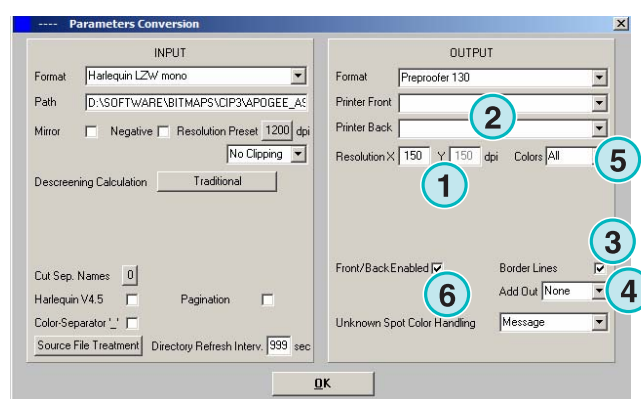 ---- Parameters Conversion
INPUT
Format Harlequin LZW mono
Path D:\SOFTWARE\BITMAPS\CIP3\APOGEE_AS
Mirror Negative Resolution Preset 1200 dpi
No Clipping
Descreening Calculation Traditional
Cut Sep. Names 0
Harlequin V4.5 Pagination
Color-Separator '_'
Source File Treatment Directory Refresh Interv. 999 sec
OUTPUT
Format Preproofer 130
Printer Front
Printer Back
2
Resolution X 150 Y 150 dpi Colors All
5
1
3
Front/Back Enabled Border Lines
6
Add Out None
4
Unknown Spot Color Handling Message
OK